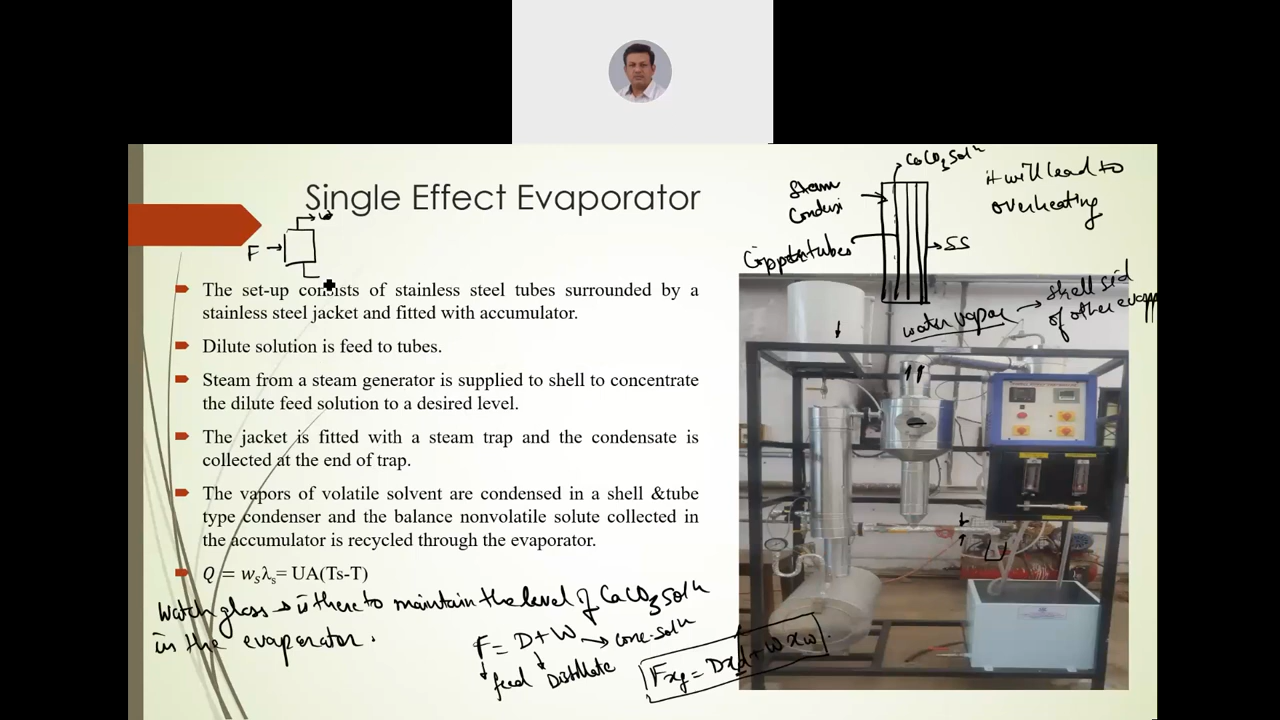 CaCO3 soln
it will lead to
overheating
Steam
Single Effect Evaporator
F
SS
tubes
shell sid
of other evapp
water vapor
The set-up consists of stainless steel tubes surrounded by a
stainless steel jacket and fitted with accumulator.
Dilute solution is feed to tubes.
Steam from a steam generator is supplied to shell to concentrate
the dilute feed solution to a desired level.
The jacket is fitted with a steam trap and the condensate is
collected at the end of trap.
The vapors of volatile solvent are condensed in a shell &tube
type condenser and the balance nonvolatile solute collected in
the accumulator is recycled through the evaporator.
Q = wsλs= UA(Ts-T)
Watch glass → is there to maintain the level of CaCO3 soln
in the evaporator.
F = D + W → conc. soln
feed Distillate
Fxf = Dxd + Wxw